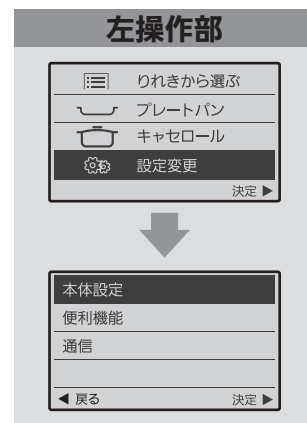 左操作部
りれきから選ぶ
プレートパン
キャセロール
設定変更
決定 ▶
本体設定
便利機能
通信
◀ 戻る 決定 ▶